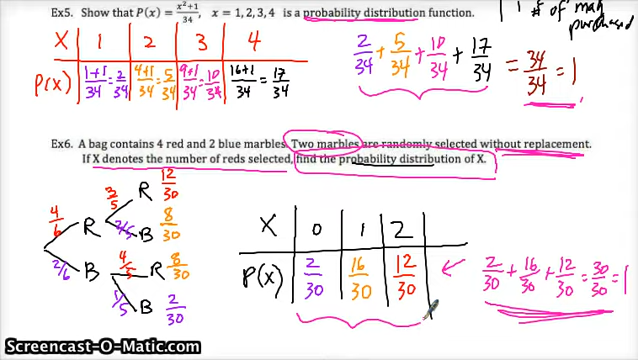 1 # of mag
purchased
Ex5. Show that P(x) = x²+1/34, x = 1, 2, 3, 4 is a probability distribution function.
X 1 2 3 4
P(x) 1+1/34=2/34 4+1/34=5/34 9+1/34=10/34 16+1/34=17/34
2/34 + 5/34 + 10/34 + 17/34 = 34/34 = 1
Ex6. A bag contains 4 red and 2 blue marbles. Two marbles are randomly selected without replacement.
If X denotes the number of reds selected, find the probability distribution of X.
4/6 R 3/5 R 12/30
2/5 B 8/30
2/6 B 4/5 R 8/30
1/5 B 2/30
X 0 1 2
P(x) 2/30 16/30 12/30
2/30 + 16/30 + 12/30 = 30/30 = 1
Screencast-O-Matic.com